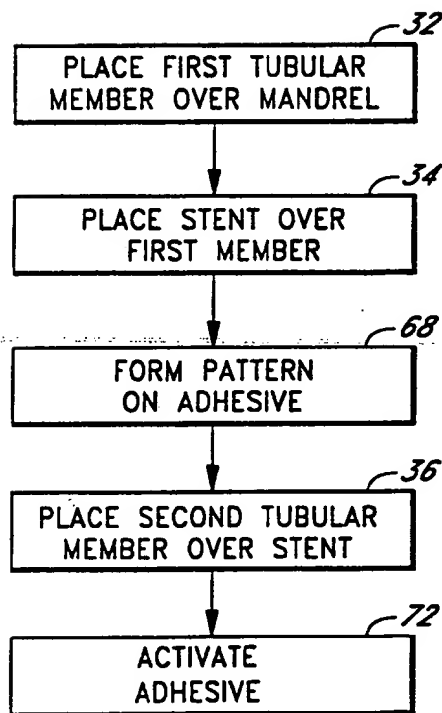 32
PLACE FIRST TUBULAR
MEMBER OVER MANDREL
34
PLACE STENT OVER
FIRST MEMBER
68
FORM PATTERN
ON ADHESIVE
36
PLACE SECOND TUBULAR
MEMBER OVER STENT
72
ACTIVATE
ADHESIVE